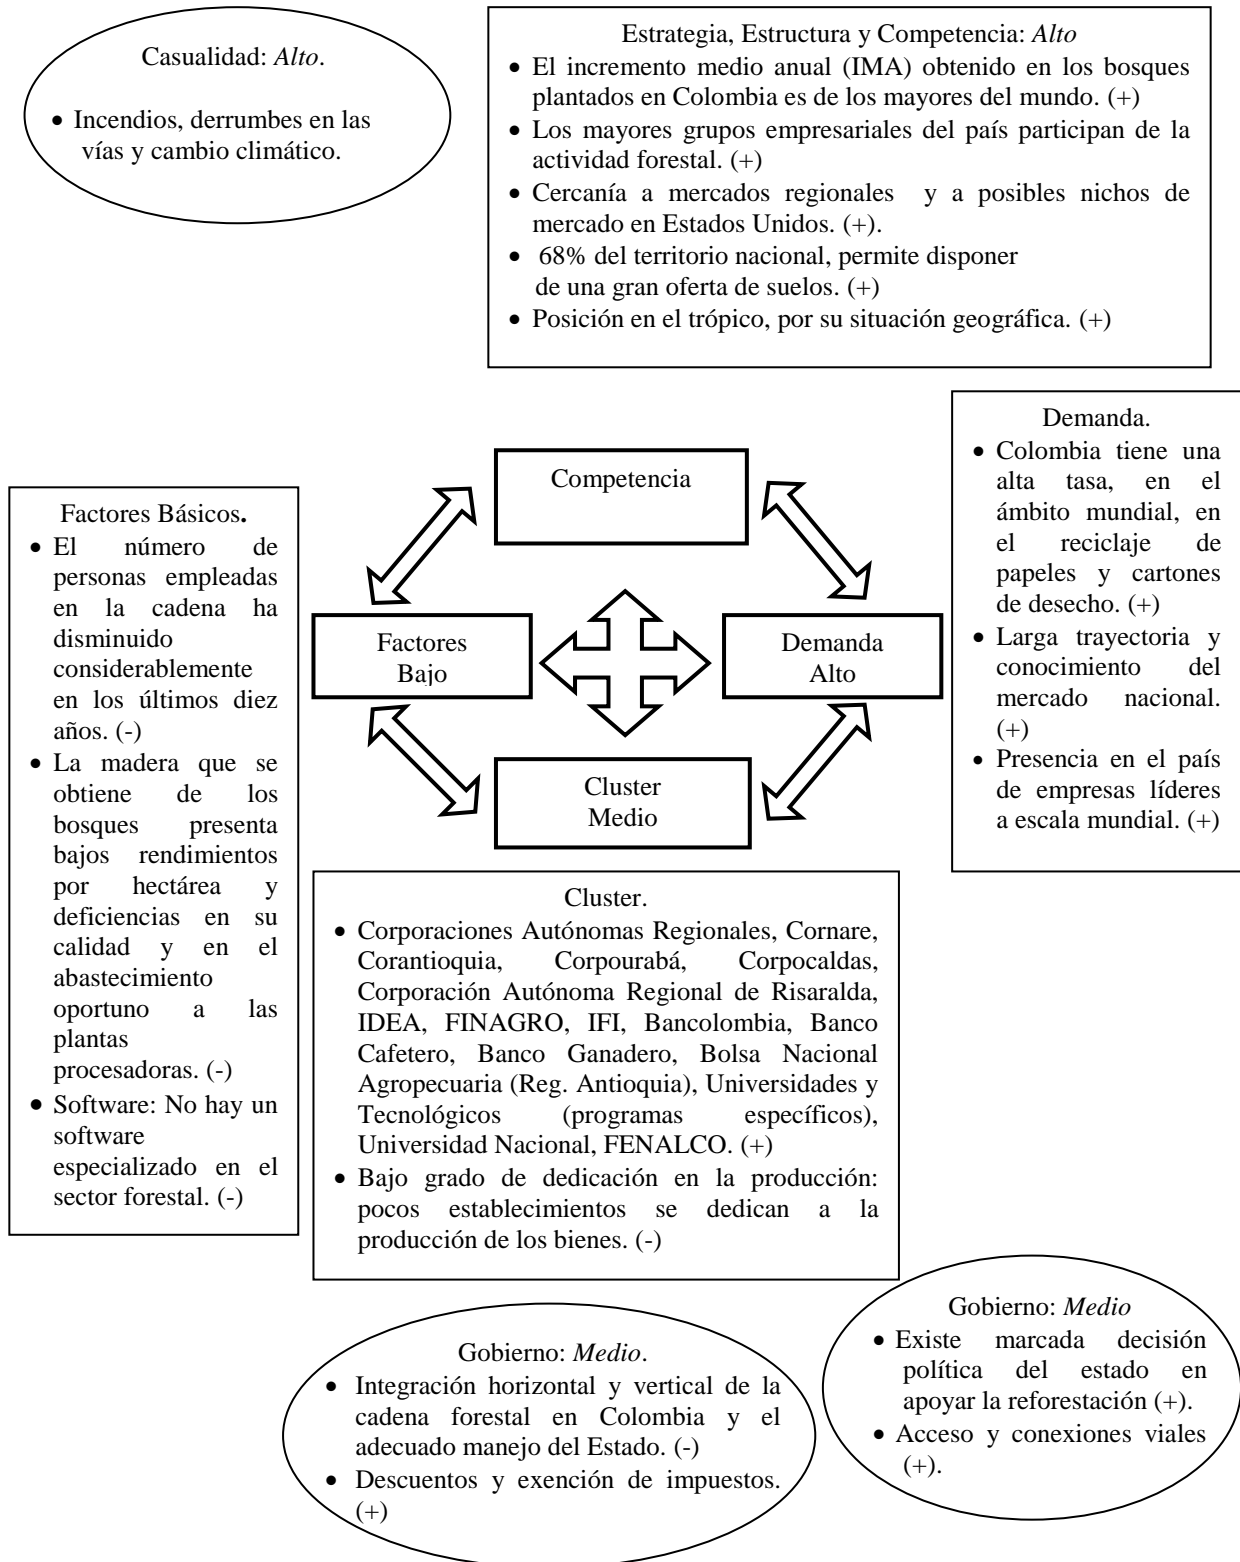 Casualidad: Alto.
• Incendios, derrumbes en las
vías y cambio climático.
Estrategia, Estructura y Competencia: Alto
• El incremento medio anual (IMA) obtenido en los bosques
plantados en Colombia es de los mayores del mundo. (+)
• Los mayores grupos empresariales del país participan de la
actividad forestal. (+)
• Cercanía a mercados regionales y a posibles nichos de
mercado en Estados Unidos. (+).
• 68% del territorio nacional, permite disponer
de una gran oferta de suelos. (+)
• Posición en el trópico, por su situación geográfica. (+)
Demanda.
• Colombia tiene una
alta tasa, en el
ámbito mundial, en
el reciclaje de
papeles y cartones
de desecho. (+)
• Larga trayectoria y
conocimiento del
mercado nacional.
(+)
• Presencia en el país
de empresas líderes
a escala mundial. (+)
Competencia
Factores
Bajo
Demanda
Alto
Cluster
Medio
Factores Básicos.
• El número de
personas empleadas
en la cadena ha
disminuido
considerablemente
en los últimos diez
años. (-)
• La madera que se
obtiene de los
bosques presenta
bajos rendimientos
por hectárea y
deficiencias en su
calidad y en el
abastecimiento
oportuno a las
plantas
procesadoras. (-)
• Software: No hay un
software
especializado en el
sector forestal. (-)
Cluster.
• Corporaciones Autónomas Regionales, Cornare,
Corantioquia, Corpourabá, Corpocaldas,
Corporación Autónoma Regional de Risaralda,
IDEA, FINAGRO, IFI, Bancolombia, Banco
Cafetero, Banco Ganadero, Bolsa Nacional
Agropecuaria (Reg. Antioquia), Universidades y
Tecnológicos (programas específicos),
Universidad Nacional, FENALCO. (+)
• Bajo grado de dedicación en la producción:
pocos establecimientos se dedican a la
producción de los bienes. (-)
Gobierno: Medio.
• Integración horizontal y vertical de la
cadena forestal en Colombia y el
adecuado manejo del Estado. (-)
• Descuentos y exención de impuestos.
(+)
Gobierno: Medio
• Existe marcada decisión
política del estado en
apoyar la reforestación (+).
• Acceso y conexiones viales
(+).